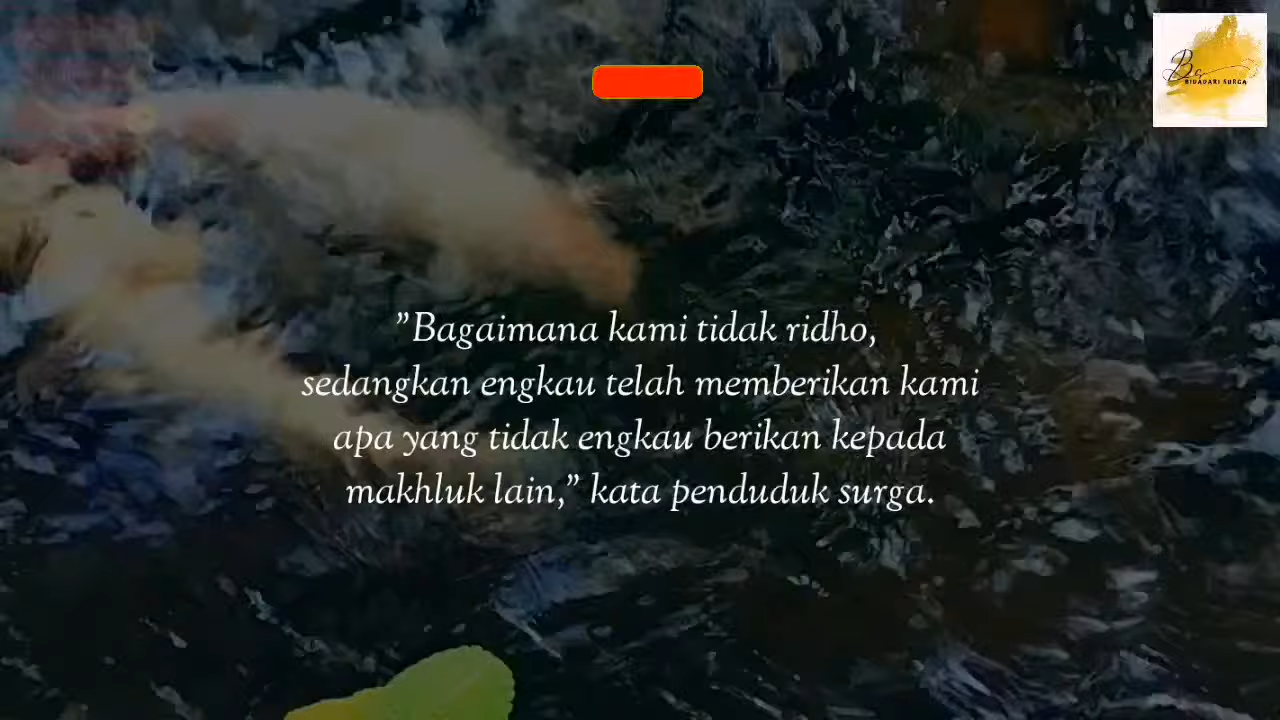 Bs
BIDADARI SURGA
”Bagaimana kami tidak ridho,
sedangkan engkau telah memberikan kami
apa yang tidak engkau berikan kepada
makhluk lain,” kata penduduk surga.